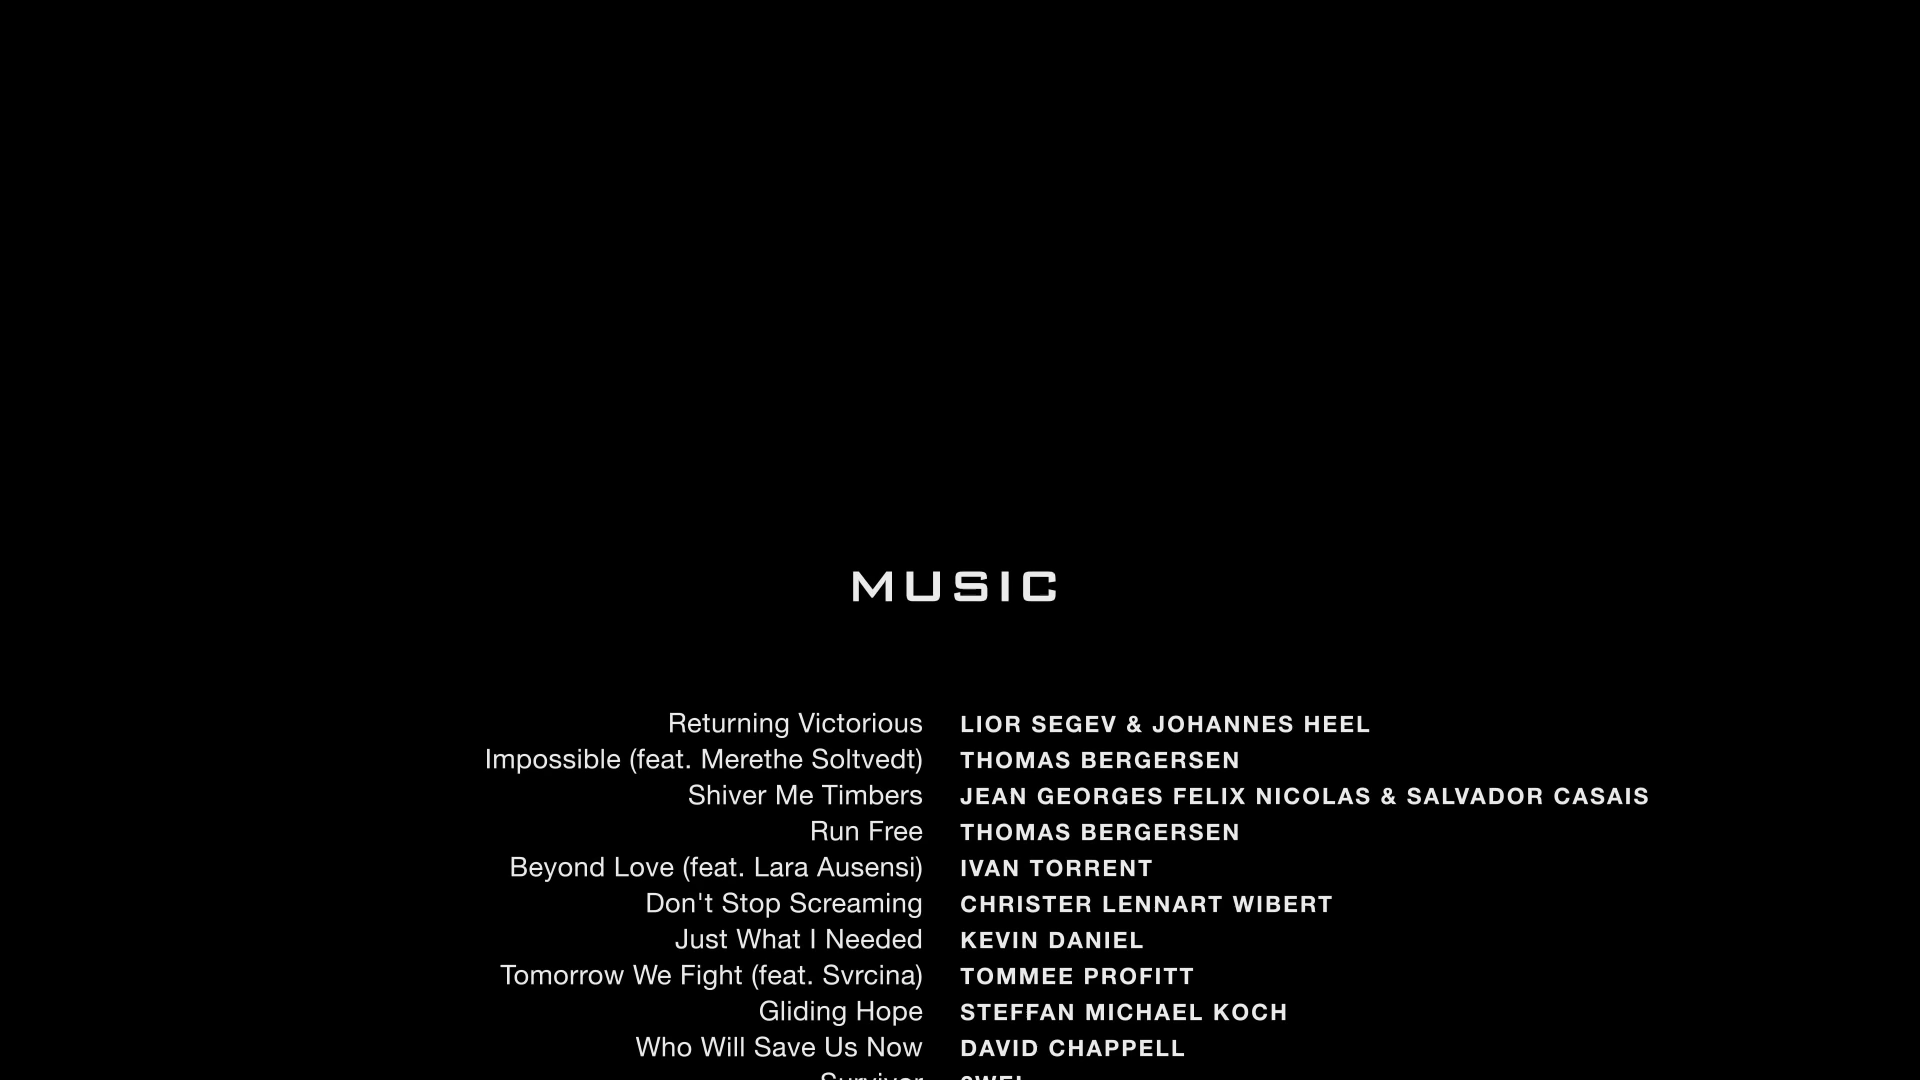 MUSIC
Returning Victorious LIOR SEGEV & JOHANNES HEEL
Impossible (feat. Merethe Soltvedt) THOMAS BERGERSEN
Shiver Me Timbers JEAN GEORGES FELIX NICOLAS & SALVADOR CASAIS
Run Free THOMAS BERGERSEN
Beyond Love (feat. Lara Ausensi) IVAN TORRENT
Don't Stop Screaming CHRISTER LENNART WIBERT
Just What I Needed KEVIN DANIEL
Tomorrow We Fight (feat. Svrcina) TOMMEE PROFITT
Gliding Hope STEFFAN MICHAEL KOCH
Who Will Save Us Now DAVID CHAPPELL
Survivor